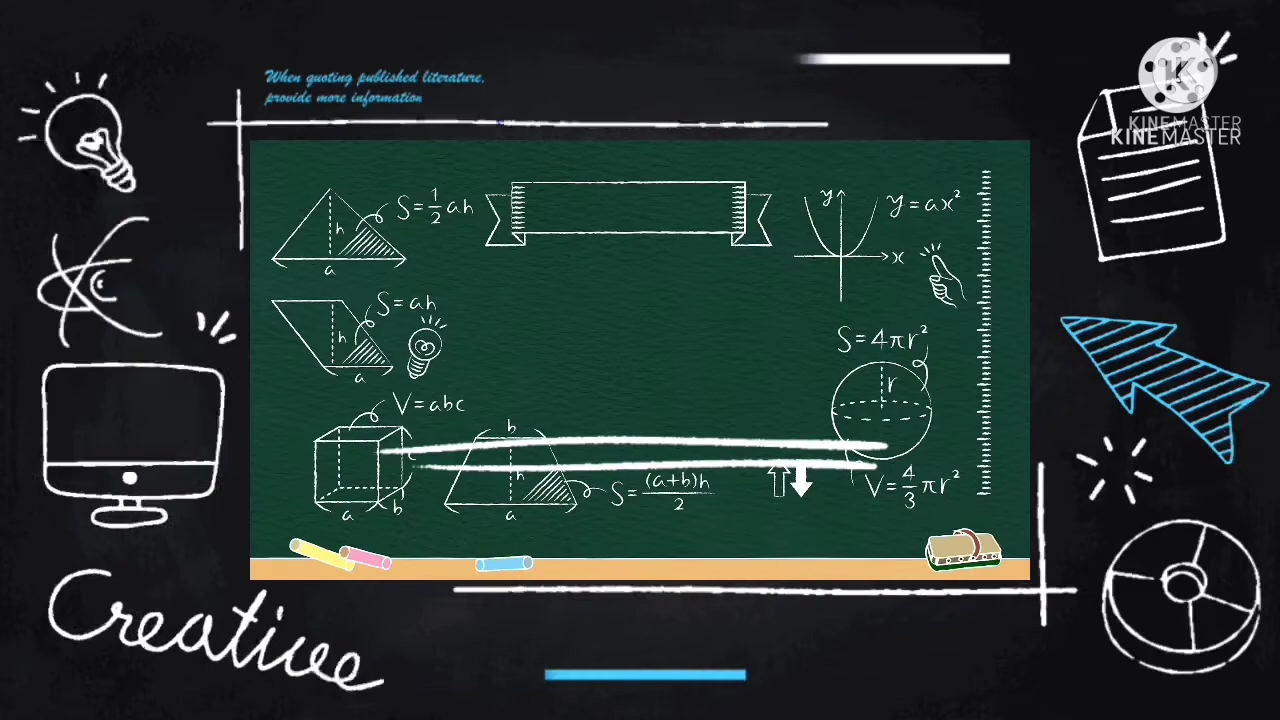 When quoting published literature,
provide more information
KINEMASTER
KINEMASTER
S=1/2 ah
h
a
y
y=ax²
x
S=ah
h
a
S=4πr²
r
V=abc
a
b
b
h
a
S=(a+b)h/2
V=4/3 πr²
Creative